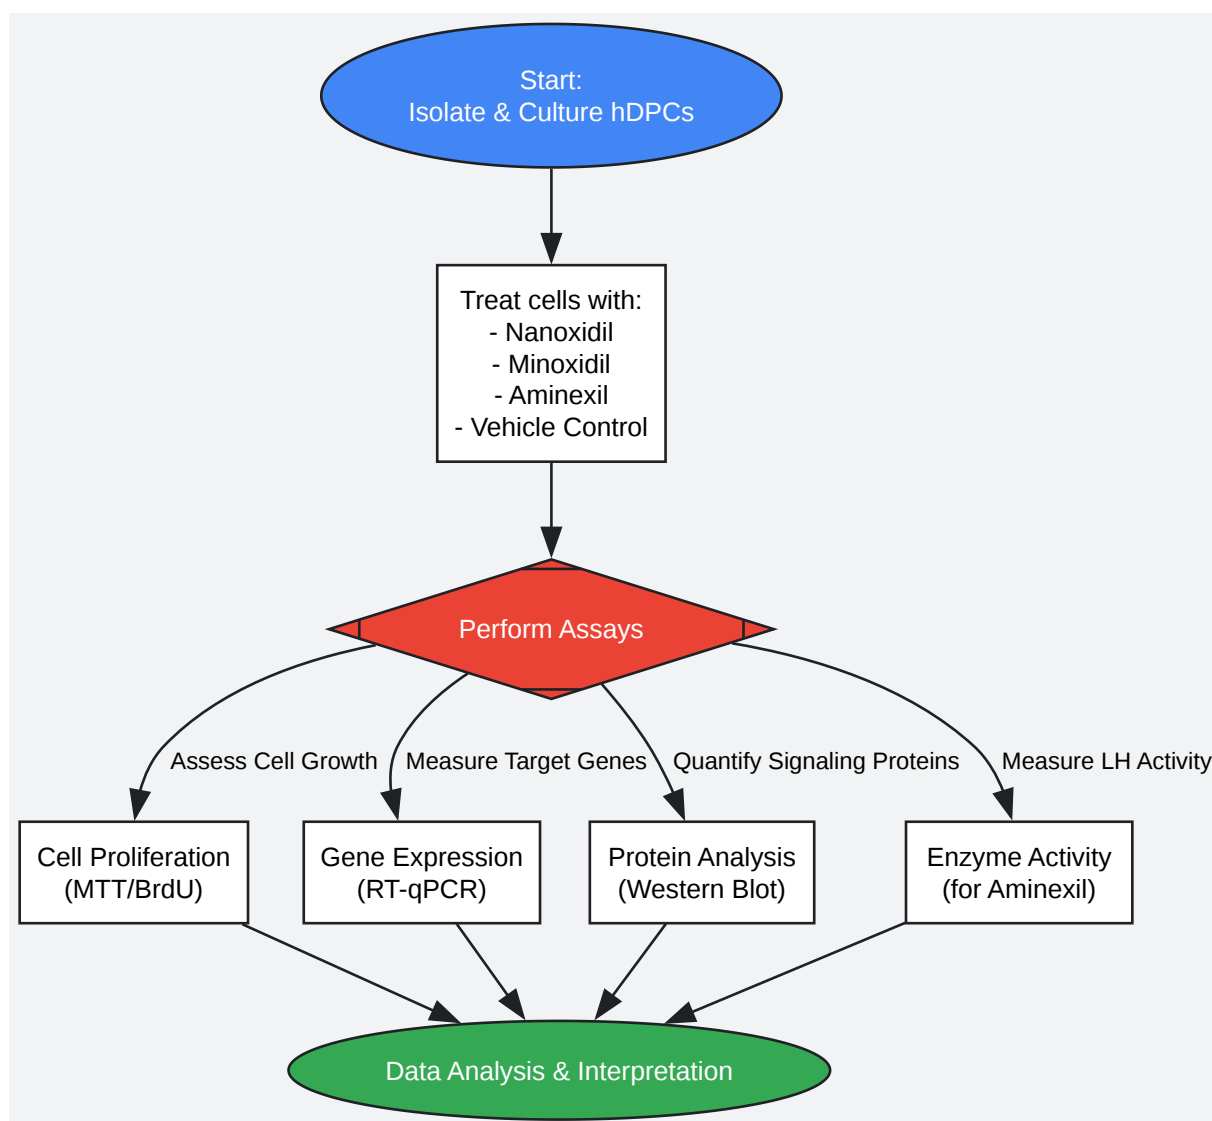 Start:
Isolate & Culture hDPCs
Treat cells with:
- Nanoxidil
- Minoxidil
- Aminexil
- Vehicle Control
Perform Assays
Assess Cell Growth
Measure Target Genes
Quantify Signaling Proteins
Measure LH Activity
Cell Proliferation
(MTT/BrdU)
Gene Expression
(RT-qPCR)
Protein Analysis
(Western Blot)
Enzyme Activity
(for Aminexil)
Data Analysis & Interpretation